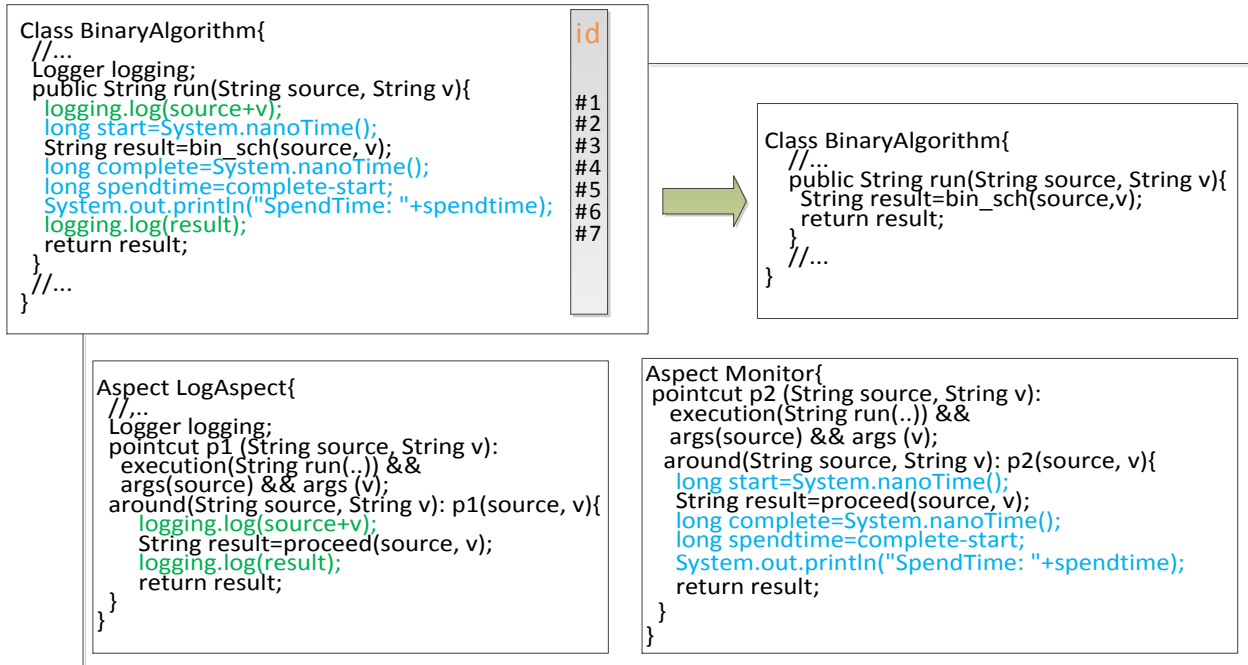 Class BinaryAlgorithm{
//...
Logger logging;
public String run(String source, String v){
logging.log(source+v);
long start=System.nanoTime();
String result=bin_sch(source, v);
long complete=System.nanoTime();
long spendtime=complete-start;
System.out.println("SpendTime: "+spendtime);
logging.log(result);
return result;
}
//...
}
id
#1
#2
#3
#4
#5
#6
#7
Class BinaryAlgorithm{
//...
public String run(String source, String v){
String result=bin_sch(source,v);
return result;
}
//...
}
Aspect LogAspect{
//,..
Logger logging;
pointcut p1 (String source, String v):
execution(String run(..)) &&
args(source) && args (v);
around(String source, String v): p1(source, v){
logging.log(source+v);
String result=proceed(source, v);
logging.log(result);
return result;
}
}
Aspect Monitor{
pointcut p2 (String source, String v):
execution(String run(..)) &&
args(source) && args (v);
around(String source, String v): p2(source, v){
long start=System.nanoTime();
String result=proceed(source, v);
long complete=System.nanoTime();
long spendtime=complete-start;
System.out.println("SpendTime: "+spendtime);
return result;
}
}